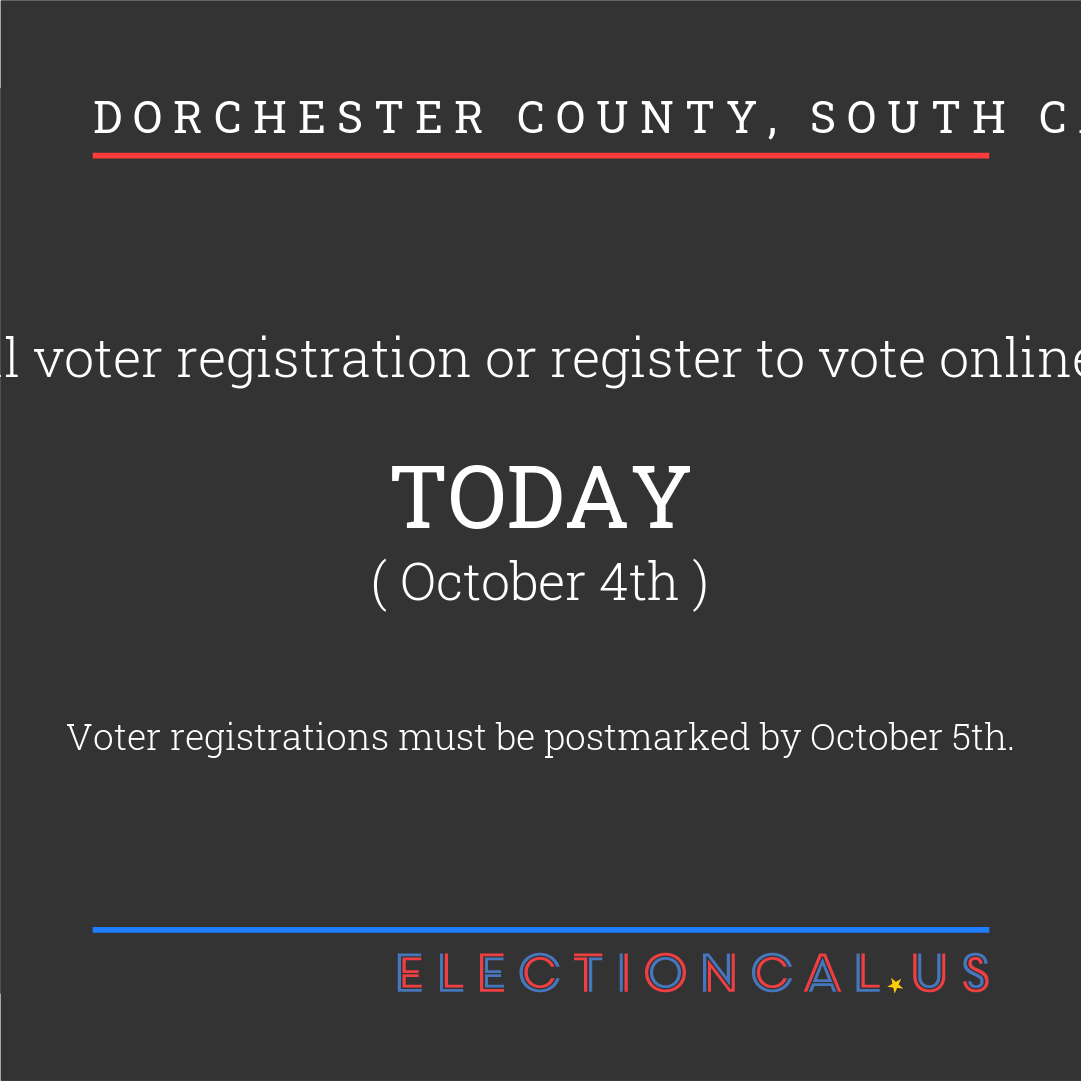 DORCHESTER COUNTY, SOUTH
voter registration or register to vote online
TODAY
( October 4th )
Voter registrations must be postmarked by October 5th.
ELECTIONCAL.US